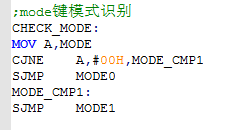 ;mode键模式识别
CHECK_MODE:
MOV A,MODE
CJNE    A,#00H,MODE_CMP1
SJMP    MODE0
MODE_CMP1:
SJMP    MODE1